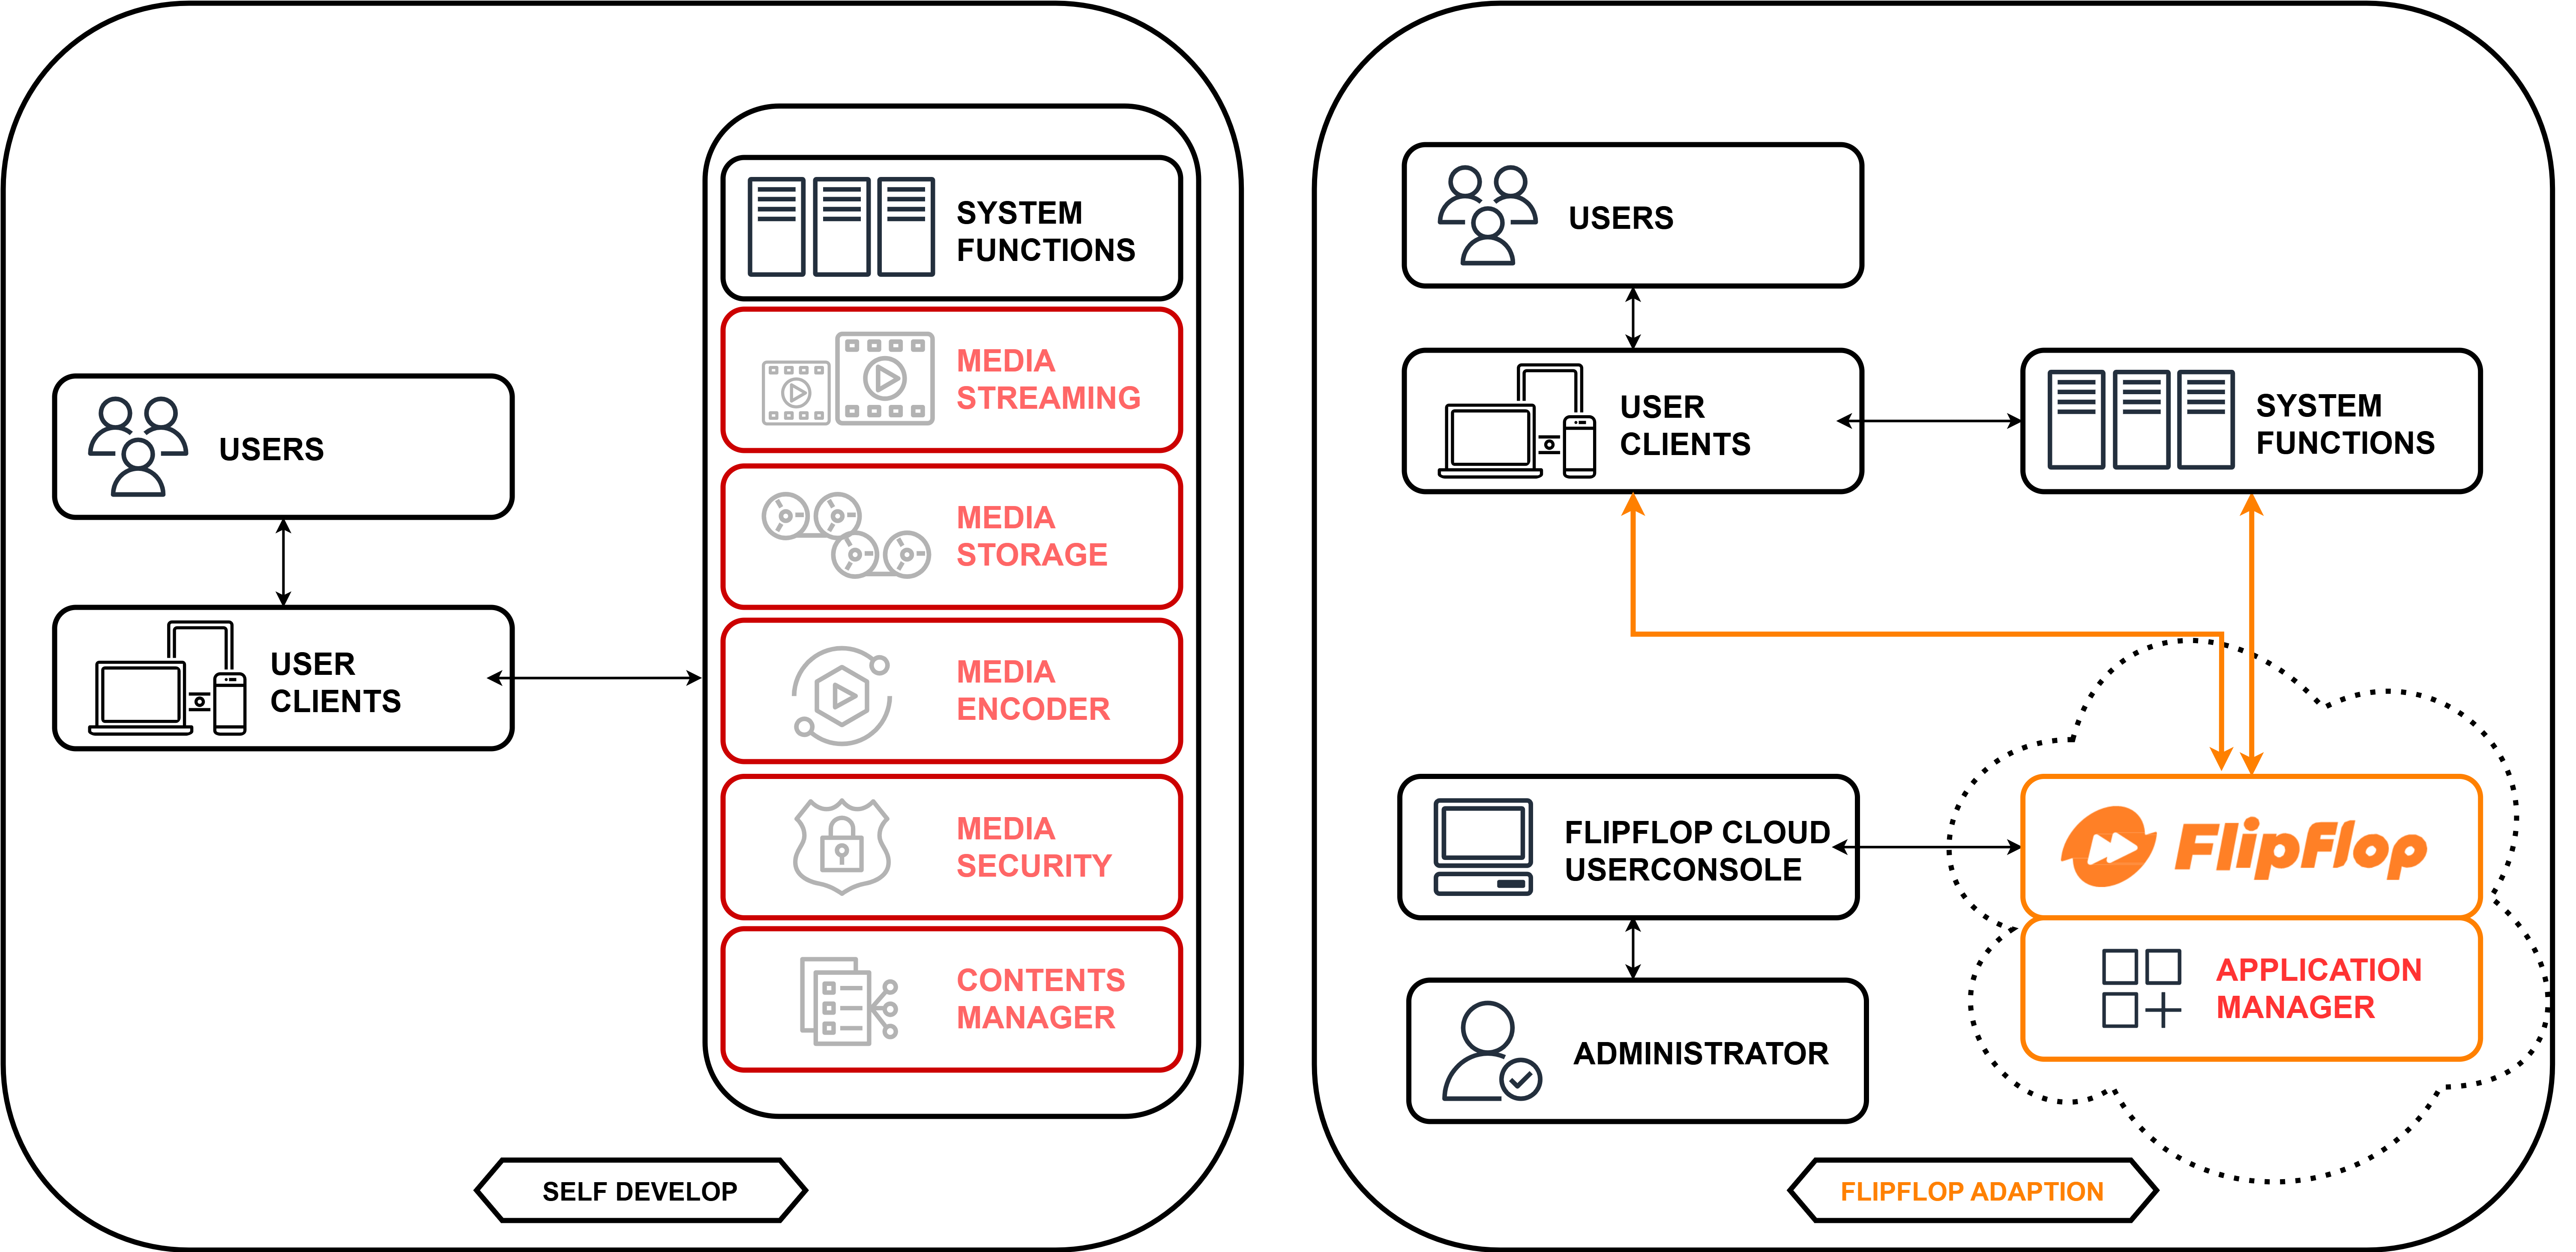 SYSTEM
FUNCTIONS
MEDIA
STREAMING
MEDIA
STORAGE
MEDIA
ENCODER
MEDIA
SECURITY
CONTENTS
MANAGER
USERS
USER
CLIENTS
SELF DEVELOP
USERS
USER
CLIENTS
SYSTEM
FUNCTIONS
FLIPFLOP CLOUD
USERCONSOLE
FlipFlop
APPLICATION
MANAGER
ADMINISTRATOR
FLIPFLOP ADAPTION